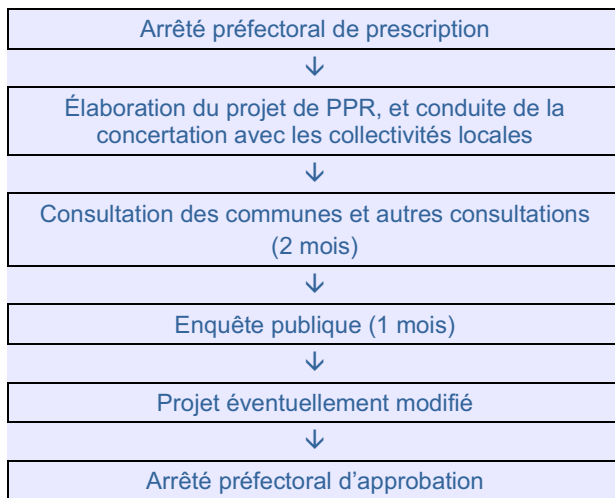 Arrêté préfectoral de prescription
↓
Élaboration du projet de PPR, et conduite de la
concertation avec les collectivités locales
↓
Consultation des communes et autres consultations
(2 mois)
↓
Enquête publique (1 mois)
↓
Projet éventuellement modifié
↓
Arrêté préfectoral d’approbation